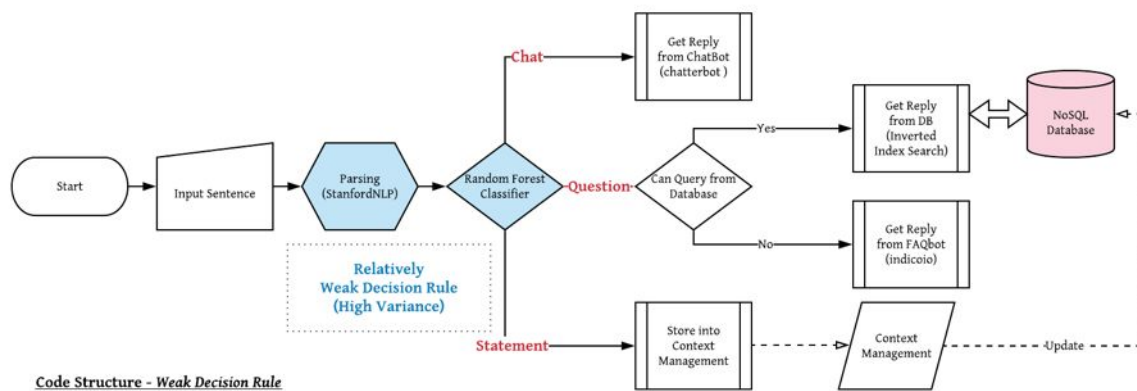 Chat
Get Reply
from ChatBot
(chatterbot )
Start
Input Sentence
Parsing
(StanfordNLP)
Random Forest
Classifier
Question
Can Query from
Database
Yes
Get Reply
from DB
(Inverted
Index Search)
NoSQL
Database
No
Get Reply
from FAQbot
(indicoio)
Relatively
Weak Decision Rule
(High Variance)
Statement
Store into
Context
Management
Context
Management
Update
Code Structure - Weak Decision Rule